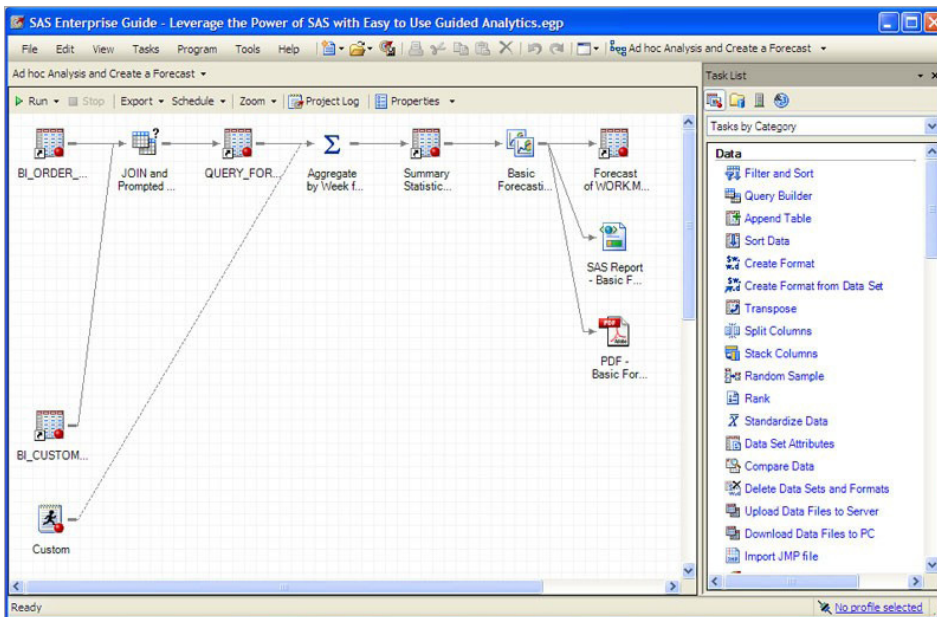 SAS Enterprise Guide - Leverage the Power of SAS with Easy to Use Guided Analytics.egp
File Edit View Tasks Program Tools Help Ad hoc Analysis and Create a Forecast
Ad hoc Analysis and Create a Forecast
Task List
Run Stop Export Schedule Zoom Project Log Properties
Tasks by Category
BI_ORDER_...
JOIN and
Prompted ...
QUERY_FOR...
Aggregate
by Week f...
Summary
Statistic...
Basic
Forecasti...
Forecast
of WORK.M...
SAS Report
- Basic F...
PDF
PDF -
Basic For...
BI_CUSTOM...
Custom
Data
Filter and Sort
Query Builder
Append Table
Sort Data
Create Format
Create Format from Data Set
Transpose
Split Columns
Stack Columns
Random Sample
Rank
Standardize Data
Data Set Attributes
Compare Data
Delete Data Sets and Formats
Upload Data Files to Server
Download Data Files to PC
Import JMP file
Ready
No profile selected